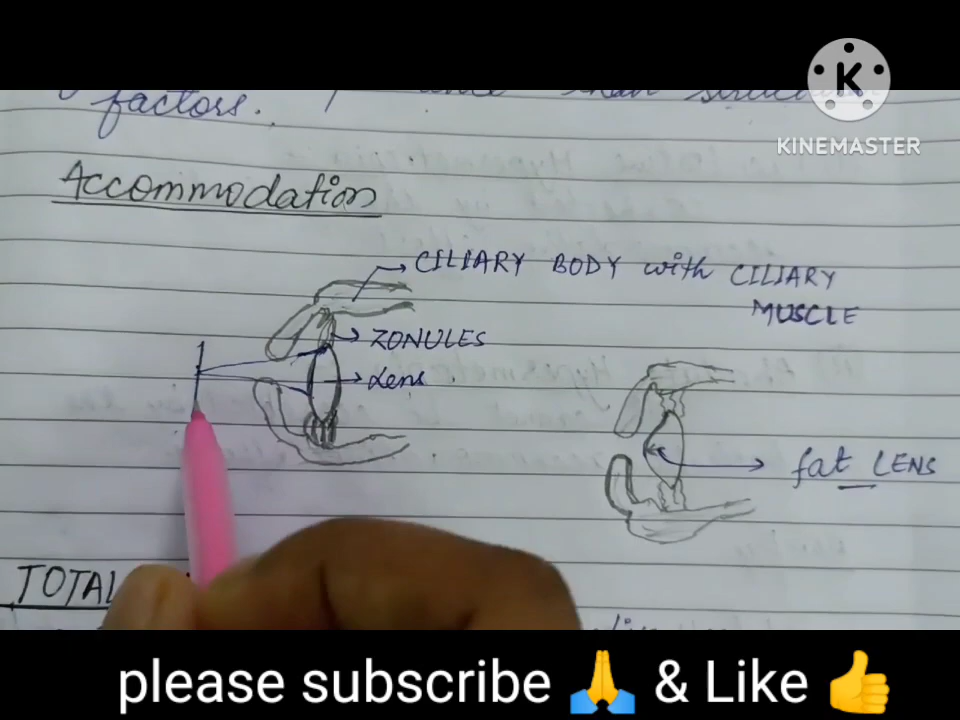 factors.
KINEMASTER
Accommodation
CILIARY BODY with CILIARY
MUSCLE
ZONULES
Lens
fat LENS
TOTAL
please subscribe 🙏 & Like 👍